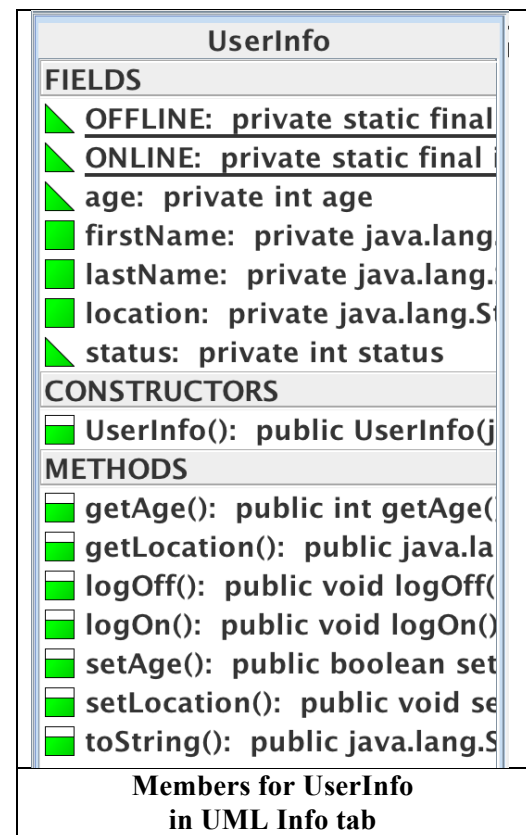 UserInfo
FIELDS
OFFLINE: private static final
ONLINE: private static final i
age: private int age
firstName: private java.lang.
lastName: private java.lang.
location: private java.lang.St
status: private int status
CONSTRUCTORS
UserInfo(): public UserInfo(j
METHODS
getAge(): public int getAge(
getLocation(): public java.la
logOff(): public void logOff(
logOn(): public void logOn()
setAge(): public boolean set
setLocation(): public void se
toString(): public java.lang.S
Members for UserInfo
in UML Info tab